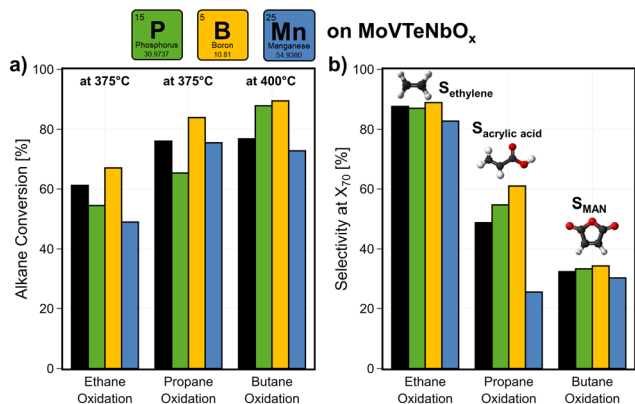 15
P
Phosphorus
30.9737
5
B
Boron
10.81
25
Mn
Manganese
54.9380
on MoVTeNbOx
a)
Alkane Conversion [%]
100
80
60
40
20
0
at 375°C
at 375°C
at 400°C
Ethane
Oxidation
Propane
Oxidation
Butane
Oxidation
b)
Selectivity at X70 [%]
100
80
60
40
20
0
Sethylene
Sacrylic acid
SMAN
Ethane
Oxidation
Propane
Oxidation
Butane
Oxidation